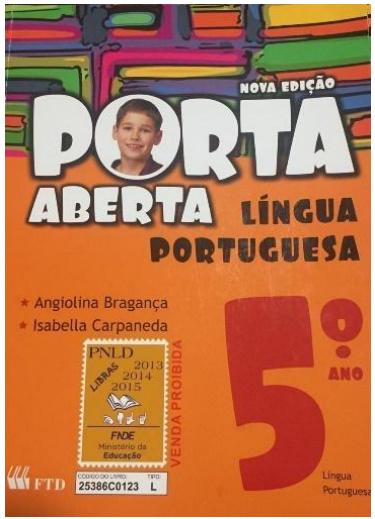 NOVA EDIÇÃO
PORTA
ABERTA
LÍNGUA
PORTUGUESA
★ Angiolina Bragança
★ Isabella Carpaneda
5º
ANO
PNLD
LIBRAS
2013
2014
2015
FNDE
Ministério da
Educação
VENDA PROIBIDA
FTD
CÓDIGO DO LIVRO:
TIPO:
25386C0123
L
Língua
Portuguesa